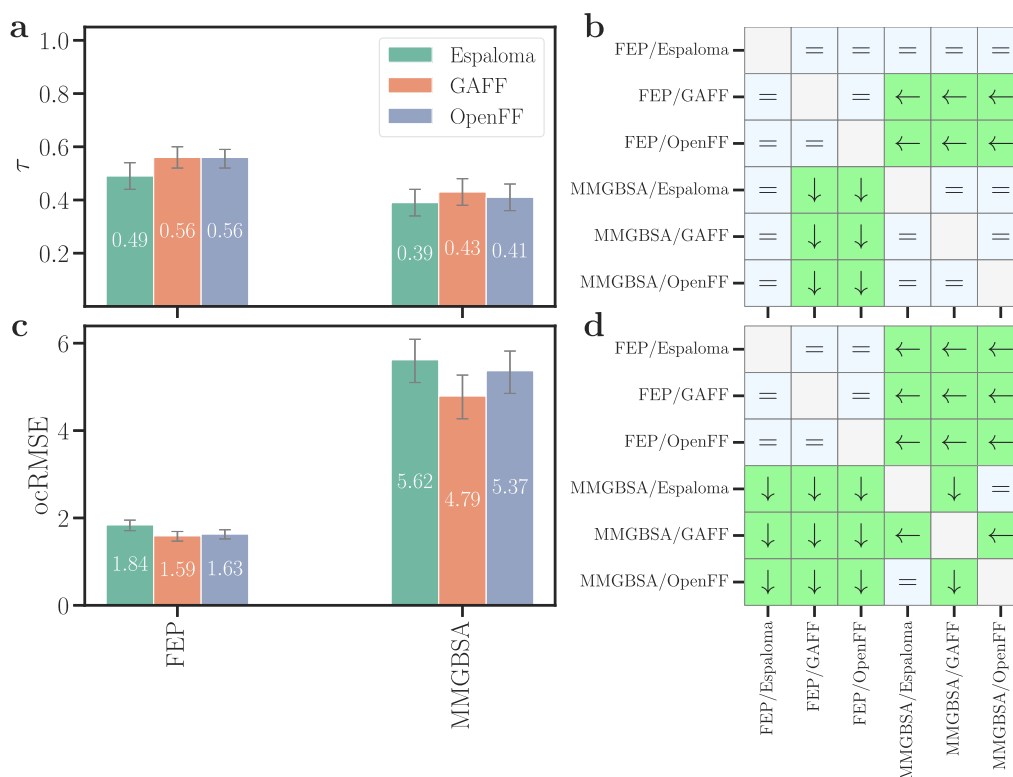 a
τ
1.0
0.8
0.6
0.4
0.2
Espaloma
GAFF
OpenFF
0.49
0.56
0.56
0.39
0.43
0.41
b
FEP/Espaloma = = = = =
FEP/GAFF = = ← ← ←
FEP/OpenFF = = ← ← ←
MMGBSA/Espaloma = ↓ ↓ = =
MMGBSA/GAFF = ↓ ↓ = =
MMGBSA/OpenFF = ↓ ↓ = =
c
ocRMSE
6
4
2
0
1.84
1.59
1.63
5.62
4.79
5.37
FEP
MMGBSA
d
FEP/Espaloma = = ← ← ←
FEP/GAFF = = ← ← ←
FEP/OpenFF = = ← ← ←
MMGBSA/Espaloma ↓ ↓ ↓ ↓ =
MMGBSA/GAFF ↓ ↓ ↓ ← ←
MMGBSA/OpenFF ↓ ↓ ↓ = ↓
FEP/Espaloma
FEP/GAFF
FEP/OpenFF
MMGBSA/Espaloma
MMGBSA/GAFF
MMGBSA/OpenFF